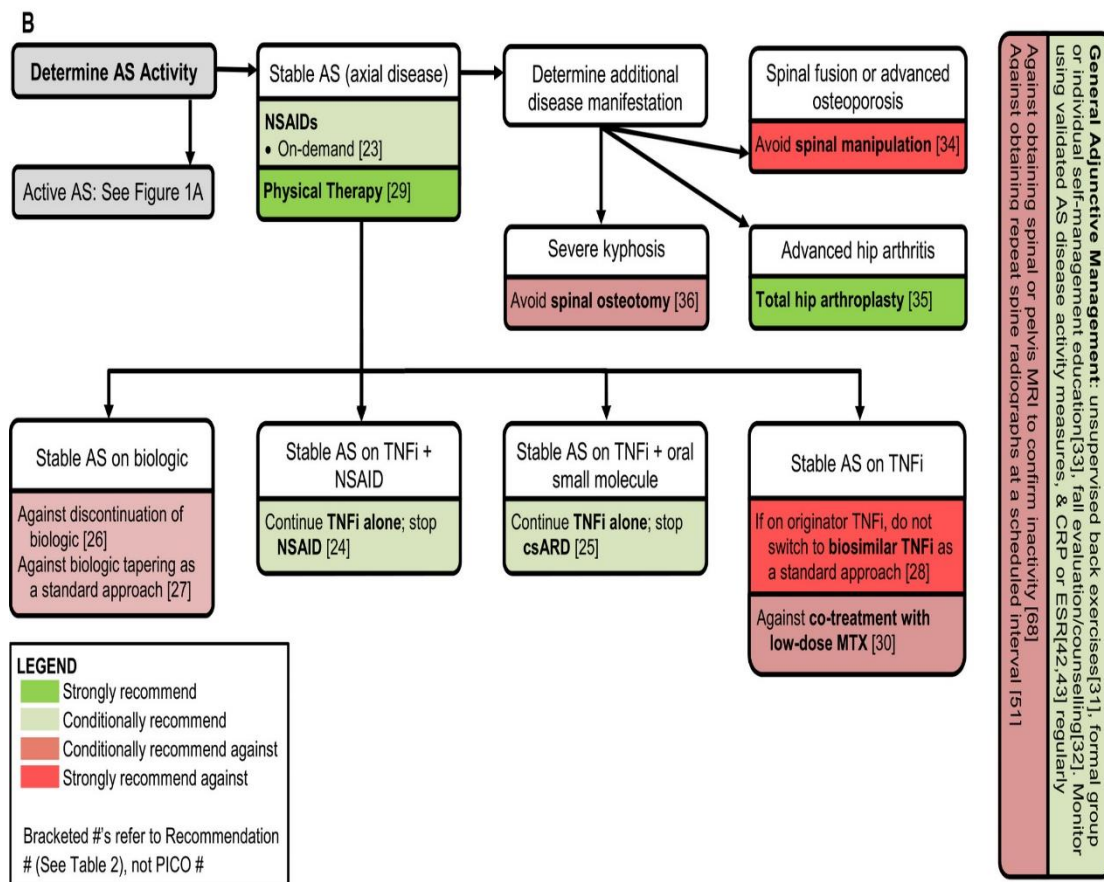 B
Determine AS Activity
Active AS: See Figure 1A
Stable AS (axial disease)
NSAIDs
• On-demand [23]
Physical Therapy [29]
Determine additional
disease manifestation
Spinal fusion or advanced
osteoporosis
Avoid spinal manipulation [34]
Severe kyphosis
Avoid spinal osteotomy [36]
Advanced hip arthritis
Total hip arthroplasty [35]
Stable AS on biologic
Against discontinuation of
biologic [26]
Against biologic tapering as
a standard approach [27]
Stable AS on TNFi +
NSAID
Continue TNFi alone; stop
NSAID [24]
Stable AS on TNFi + oral
small molecule
Continue TNFi alone; stop
csARD [25]
Stable AS on TNFi
If on originator TNFi, do not
switch to biosimilar TNFi as
a standard approach [28]
Against co-treatment with
low-dose MTX [30]
LEGEND
Strongly recommend
Conditionally recommend
Conditionally recommend against
Strongly recommend against
Bracketed #'s refer to Recommendation
# (See Table 2), not PICO #
General Adjunctive Management: unsupervised back exercises[31], formal group
or individual self-management education[33], fall evaluation/counselling[32]. Monitor
using validated AS disease activity measures, & CRP or ESR[42,43] regularly
Against obtaining spinal or pelvis MRI to confirm inactivity [68]
Against obtaining repeat spine radiographs at a scheduled interval [51]